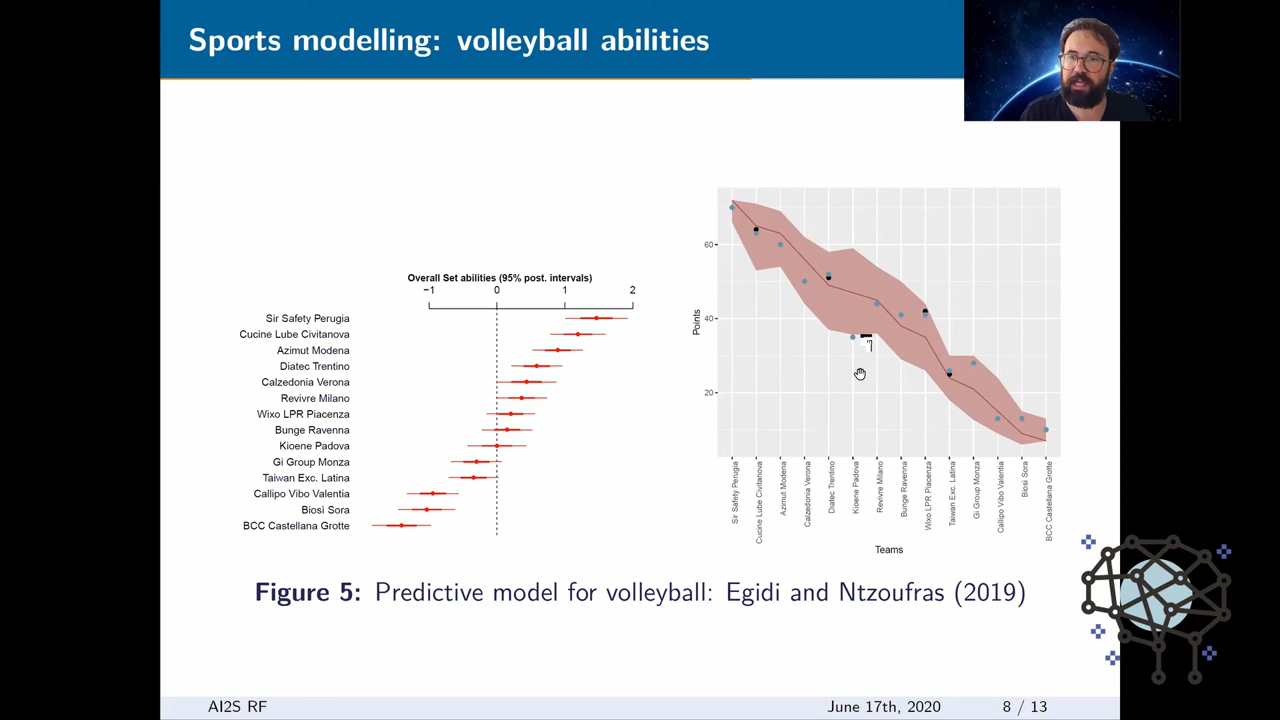 Sports modelling: volleyball abilities
Overall Set abilities (95% post. intervals)
−1 0 1 2
Sir Safety Perugia
Cucine Lube Civitanova
Azimut Modena
Diatec Trentino
Calzedonia Verona
Revivre Milano
Wixo LPR Piacenza
Bunge Ravenna
Kioene Padova
Gi Group Monza
Taiwan Exc. Latina
Callipo Vibo Valentia
Biosi Sora
BCC Castellana Grotte
Points
60
40
20
Sir Safety Perugia
Cucine Lube Civitanova
Azimut Modena
Calzedonia Verona
Diatec Trentino
Kioene Padova
Revivre Milano
Bunge Ravenna
Wixo LPR Piacenza
Taiwan Exc. Latina
Gi Group Monza
Callipo Vibo Valentia
Biosi Sora
BCC Castellana Grotte
Teams
Figure 5: Predictive model for volleyball: Egidi and Ntzoufras (2019)
AI2S RF June 17th, 2020 8 / 13